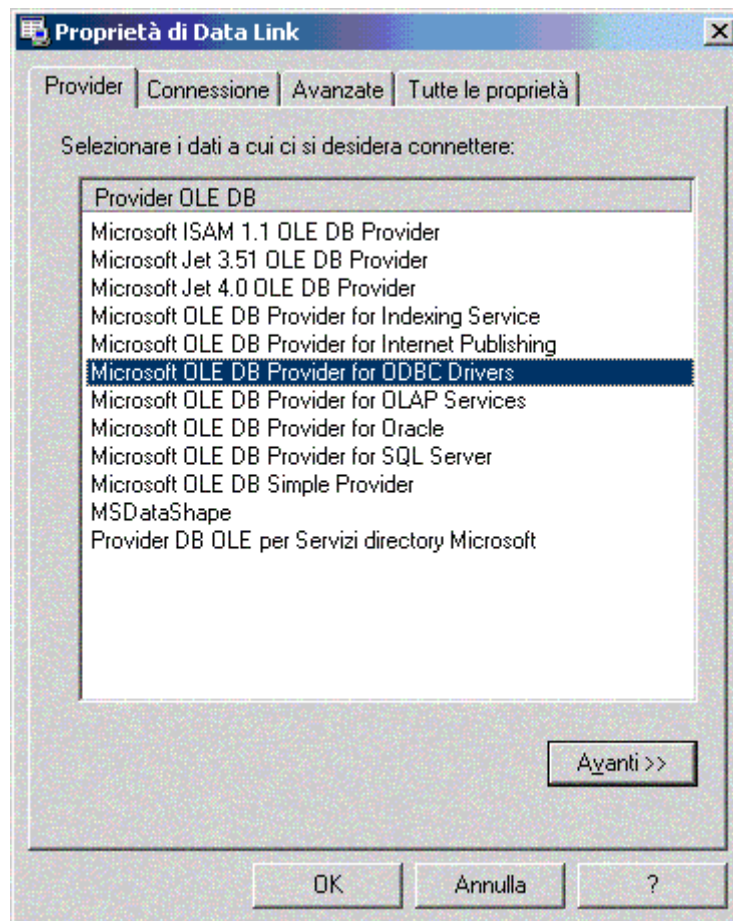 Proprietà di Data Link
Provider Connessione Avanzate Tutte le proprietà
Selezionare i dati a cui ci si desidera connettere:
Provider OLE DB
Microsoft ISAM 1.1 OLE DB Provider
Microsoft Jet 3.51 OLE DB Provider
Microsoft Jet 4.0 OLE DB Provider
Microsoft OLE DB Provider for Indexing Service
Microsoft OLE DB Provider for Internet Publishing
Microsoft OLE DB Provider for ODBC Drivers
Microsoft OLE DB Provider for OLAP Services
Microsoft OLE DB Provider for Oracle
Microsoft OLE DB Provider for SQL Server
Microsoft OLE DB Simple Provider
MSDataShape
Provider DB OLE per Servizi directory Microsoft
Avanti >>
OK Annulla ?